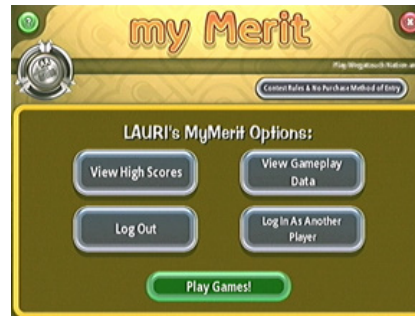 my Merit
Play Megatouch Nation a
Contest Rules & No Purchase Method of Entry
LAURI's MyMerit Options:
View High Scores
View Gameplay
Data
Log Out
Log In As Another
Player
Play Games!